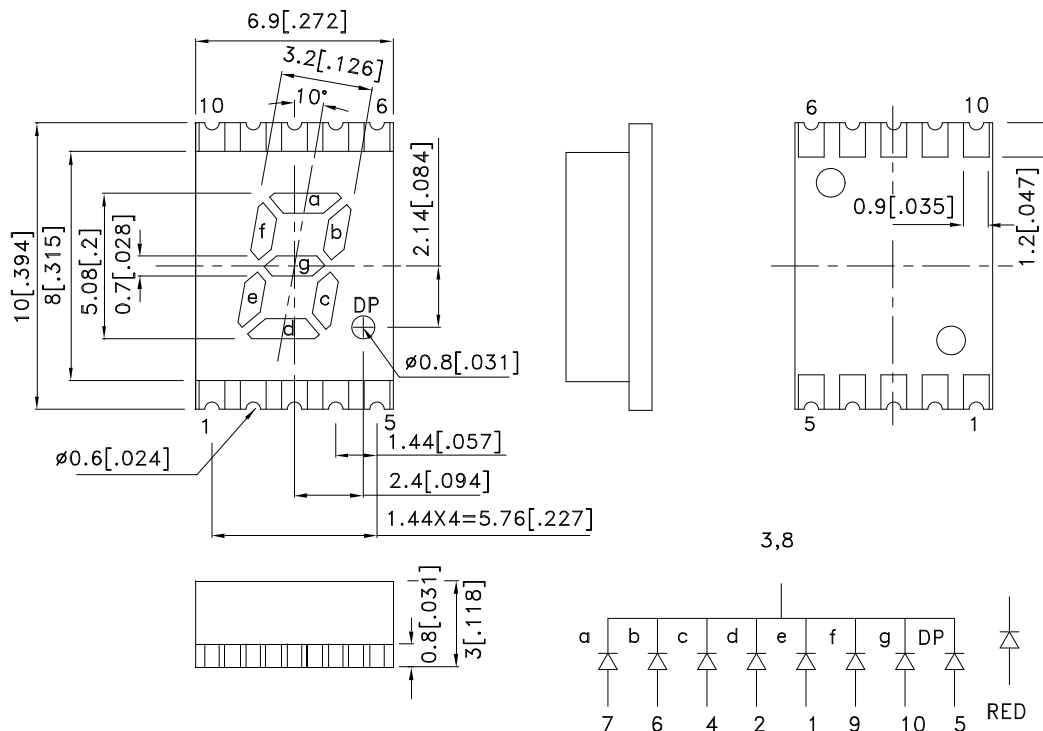 6.9[.272]
3.2[.126]
10°
10
6
a
f
b
g
e
c
d
DP
10[.394]
8[.315]
5.08[.2]
0.7[.028]
2.14[.084]
ø0.8[.031]
1
5
ø0.6[.024]
1.44[.057]
2.4[.094]
1.44X4=5.76[.227]
6
10
0.9[.035]
1.2[.047]
5
1
0.8[.031]
3[.118]
3,8
a b c d e f g DP
7 6 4 2 1 9 10 5
RED